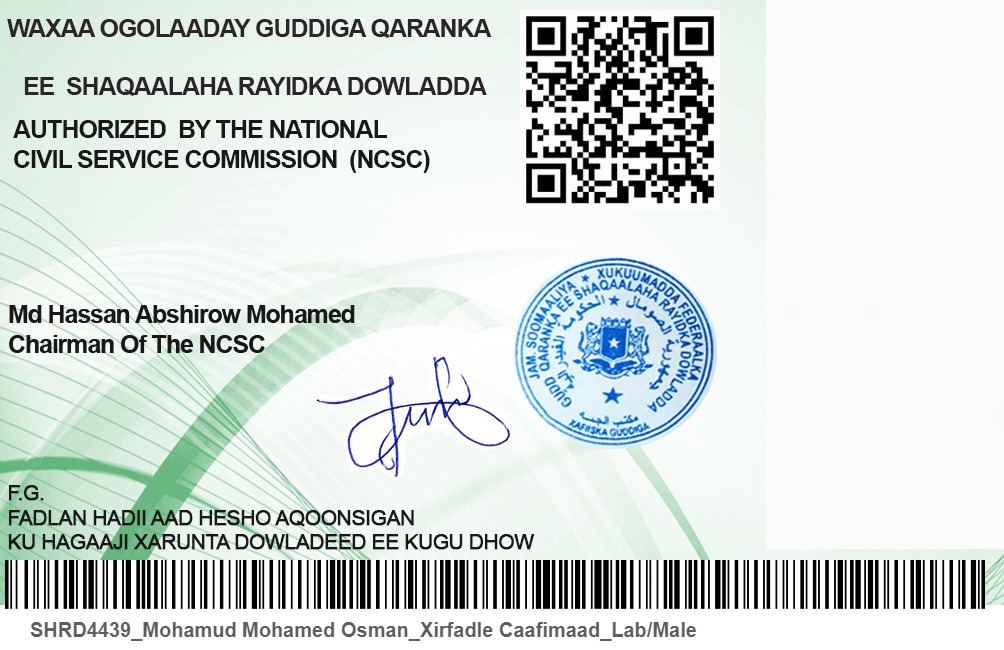 WAXAA OGOLAADAY GUDDIGA QARANKA
EE SHAQAALAHA RAYIDKA DOWLADDA
AUTHORIZED BY THE NATIONAL
CIVIL SERVICE COMMISSION (NCSC)
JAM. SOOMAALIYA ★ XUKUUMADDA FEDERAALKA
GUDD QARANKA EE SHAQAALAHA RAYIDKA DOWLADDA
XAFIISKA GUDDIGA
Md Hassan Abshirow Mohamed
Chairman Of The NCSC
F.G.
FADLAN HADII AAD HESHO AQOONSIGAN
KU HAGAAJI XARUNTA DOWLADEED EE KUGU DHOW
SHRD4439_Mohamud Mohamed Osman_Xirfadle Caafimaad_Lab/Male